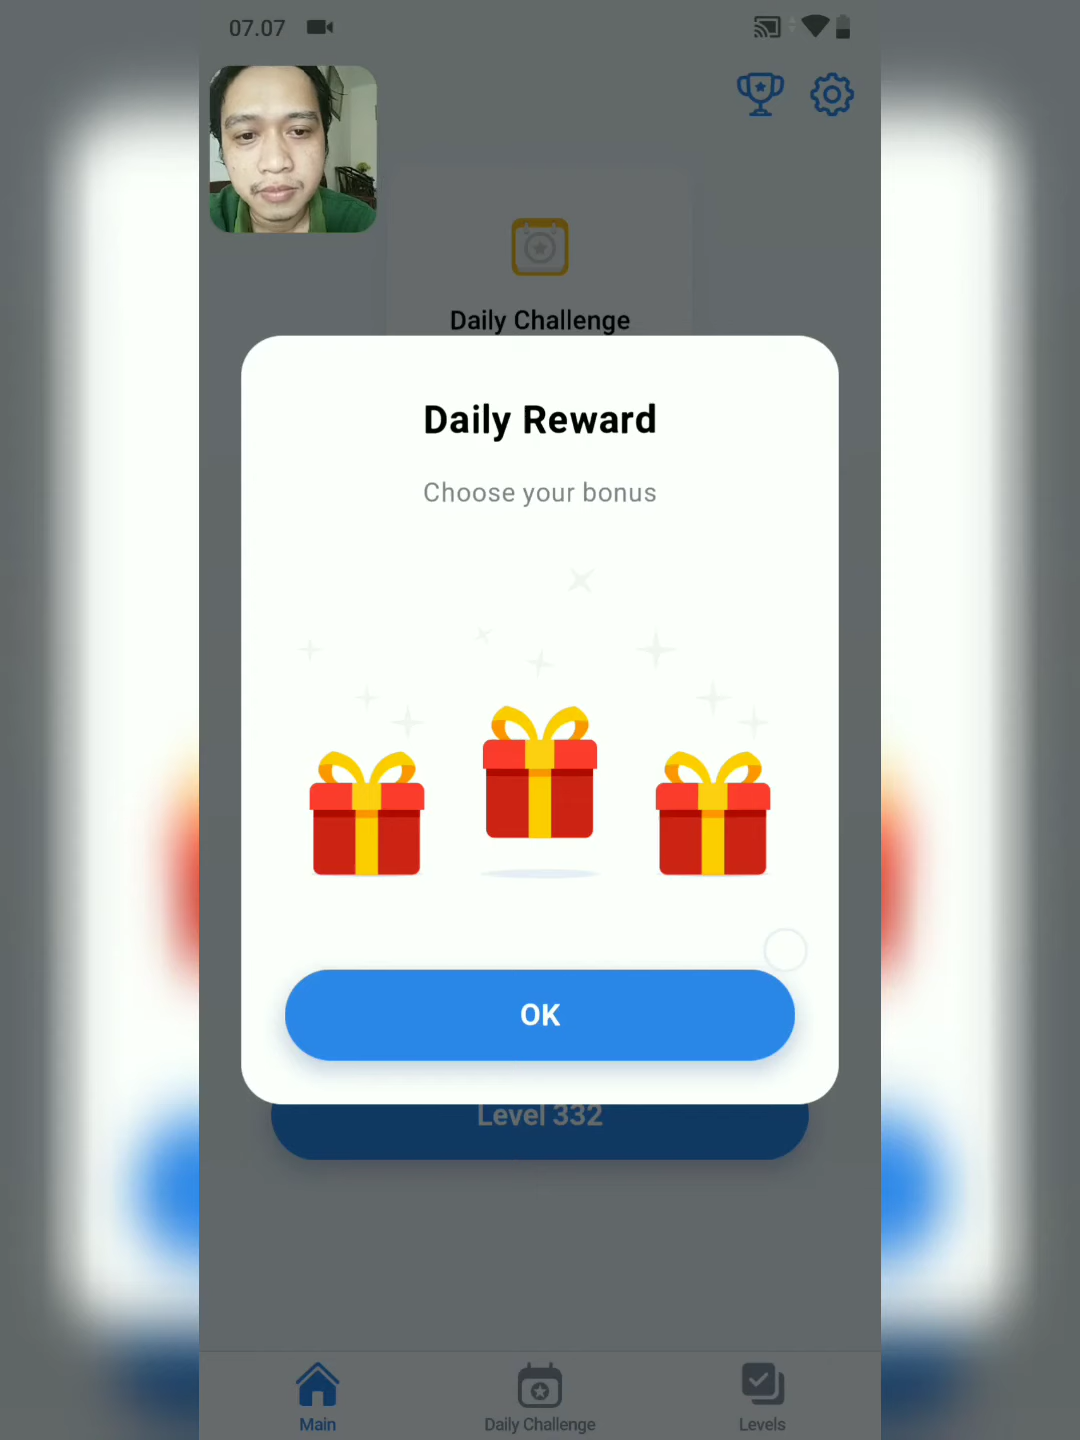 07.07
Daily Challenge
Daily Reward
Choose your bonus
OK
Level 332
Main
Daily Challenge
Levels